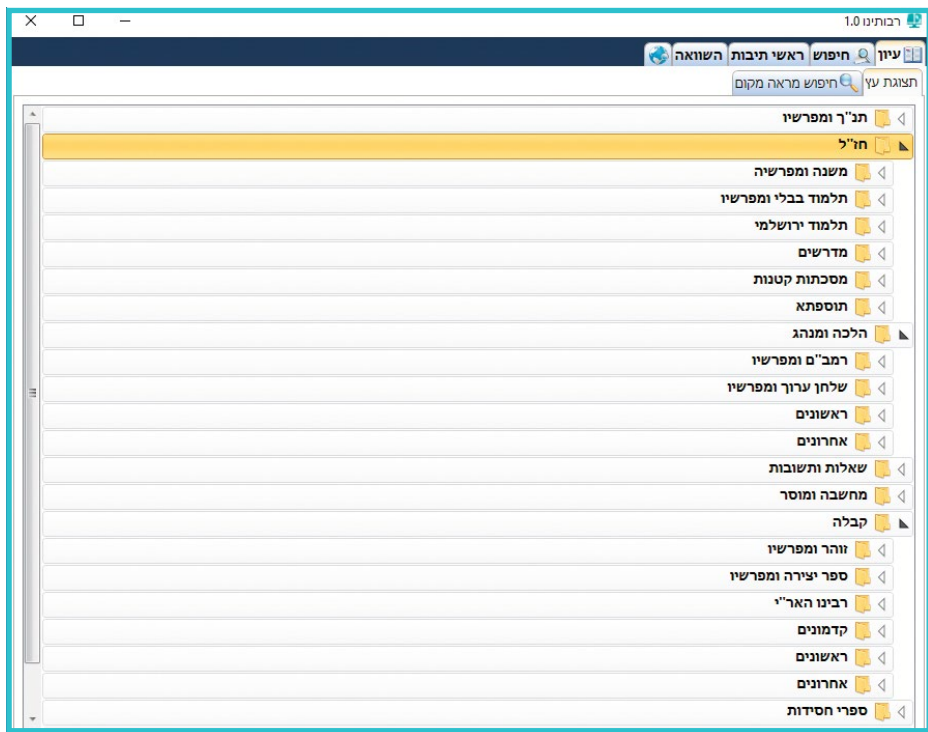 רבותינו 1.0
עיון חיפוש ראשי תיבות השוואה
תצוגת עץ חיפוש מראה מקום
תנ"ך ומפרשיו
חז"ל
משנה ומפרשיה
תלמוד בבלי ומפרשיו
תלמוד ירושלמי
מדרשים
מסכתות קטנות
תוספתא
הלכה ומנהג
רמב"ם ומפרשיו
שלחן ערוך ומפרשיו
ראשונים
אחרונים
שאלות ותשובות
מחשבה ומוסר
קבלה
זוהר ומפרשיו
ספר יצירה ומפרשיו
רבינו האר"י
קדמונים
ראשונים
אחרונים
ספרי חסידות